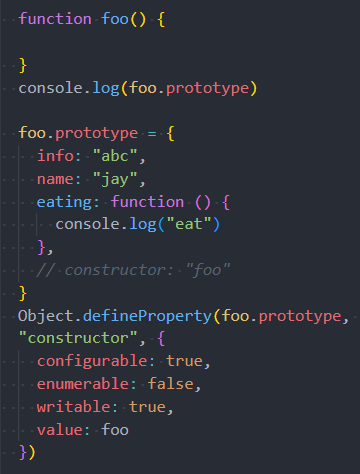 function foo() {

}
console.log(foo.prototype)

foo.prototype = {
  info: "abc",
  name: "jay",
  eating: function () {
    console.log("eat")
  },
  // constructor: "foo"
}
Object.defineProperty(foo.prototype,
"constructor", {
  configurable: true,
  enumerable: false,
  writable: true,
  value: foo
})